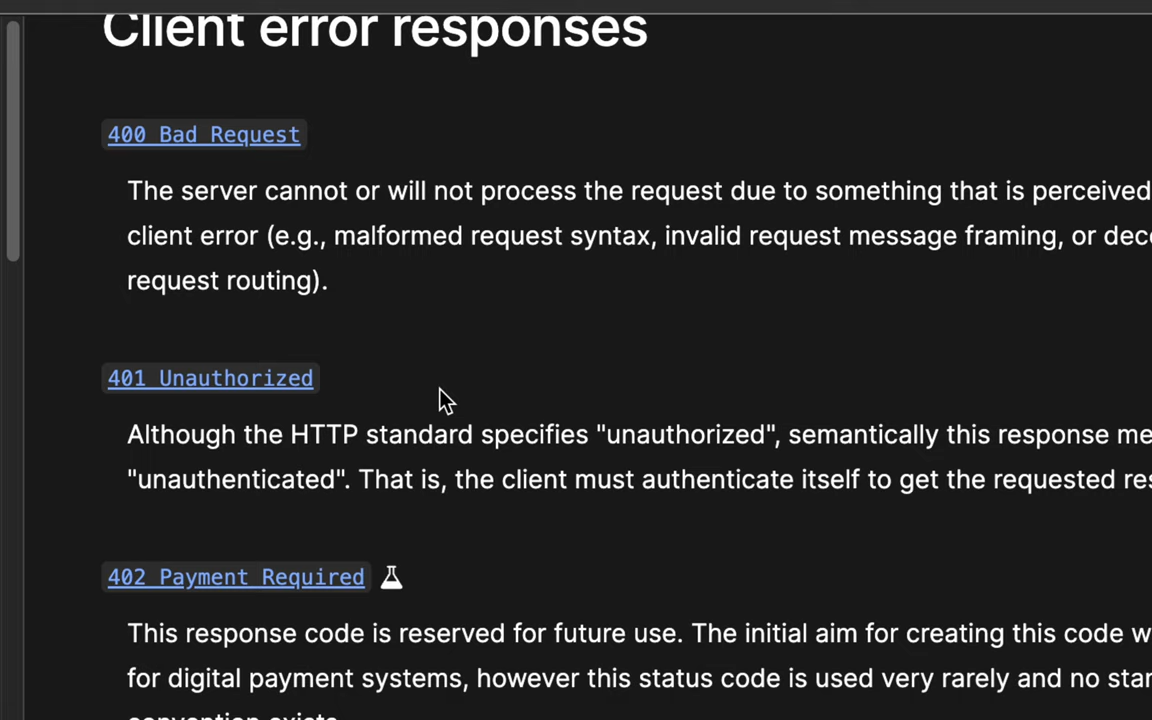 Client error responses
400 Bad Request
The server cannot or will not process the request due to something that is perceived
client error (e.g., malformed request syntax, invalid request message framing, or
request routing).
401 Unauthorized
Although the HTTP standard specifies "unauthorized", semantically this response
"unauthenticated". That is, the client must authenticate itself to get the requested
402 Payment Required
This response code is reserved for future use. The initial aim for creating this code
for digital payment systems, however this status code is used very rarely and no
convention exists.